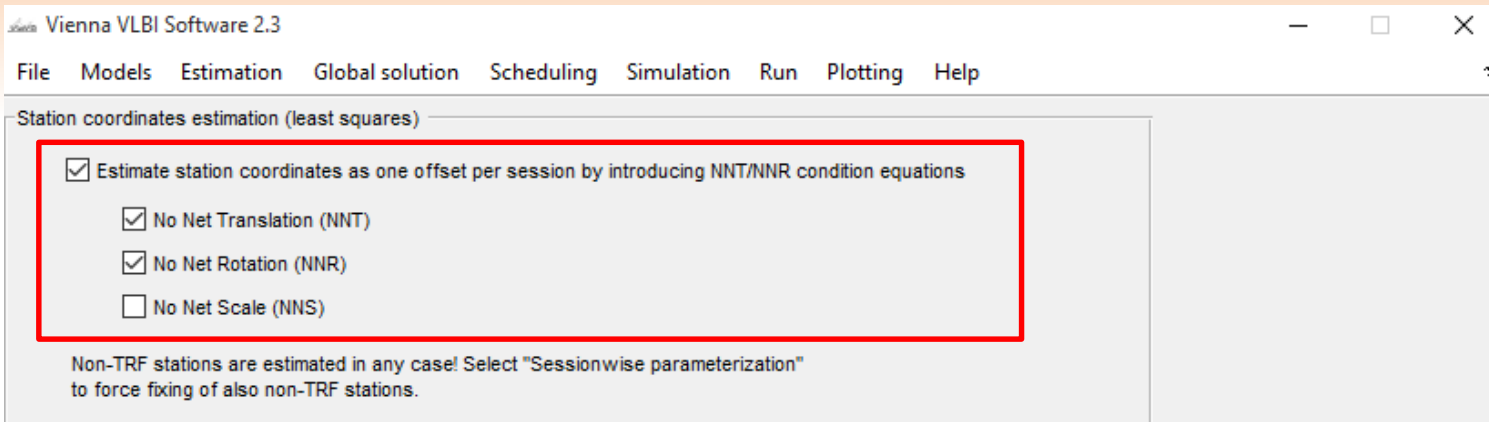 Vienna VLBI Software 2.3
File Models Estimation Global solution Scheduling Simulation Run Plotting Help
Station coordinates estimation (least squares)
Estimate station coordinates as one offset per session by introducing NNT/NNR condition equations
No Net Translation (NNT)
No Net Rotation (NNR)
No Net Scale (NNS)
Non-TRF stations are estimated in any case! Select "Sessionwise parameterization"
to force fixing of also non-TRF stations.